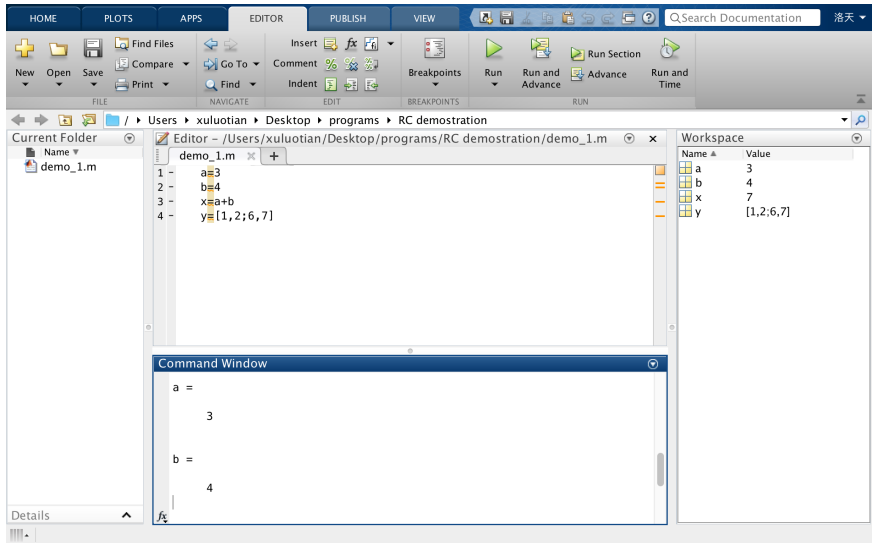 HOME PLOTS APPS EDITOR PUBLISH VIEW Search Documentation 洛天
Find Files Insert fx Run Section
Compare Go To Comment Advance
New Open Save Print Find Indent Breakpoints Run Run and Advance Run and Time
FILE NAVIGATE EDIT BREAKPOINTS RUN
/ Users xuluotian Desktop programs RC demostration
Current Folder
Name
demo_1.m
Details
Editor – /Users/xuluotian/Desktop/programs/RC demostration/demo_1.m
demo_1.m
1 – a=3
2 – b=4
3 – x=a+b
4 – y=[1,2;6,7]
Command Window
a =
3
b =
4
fx
Workspace
Name Value
a 3
b 4
x 7
y [1,2;6,7]